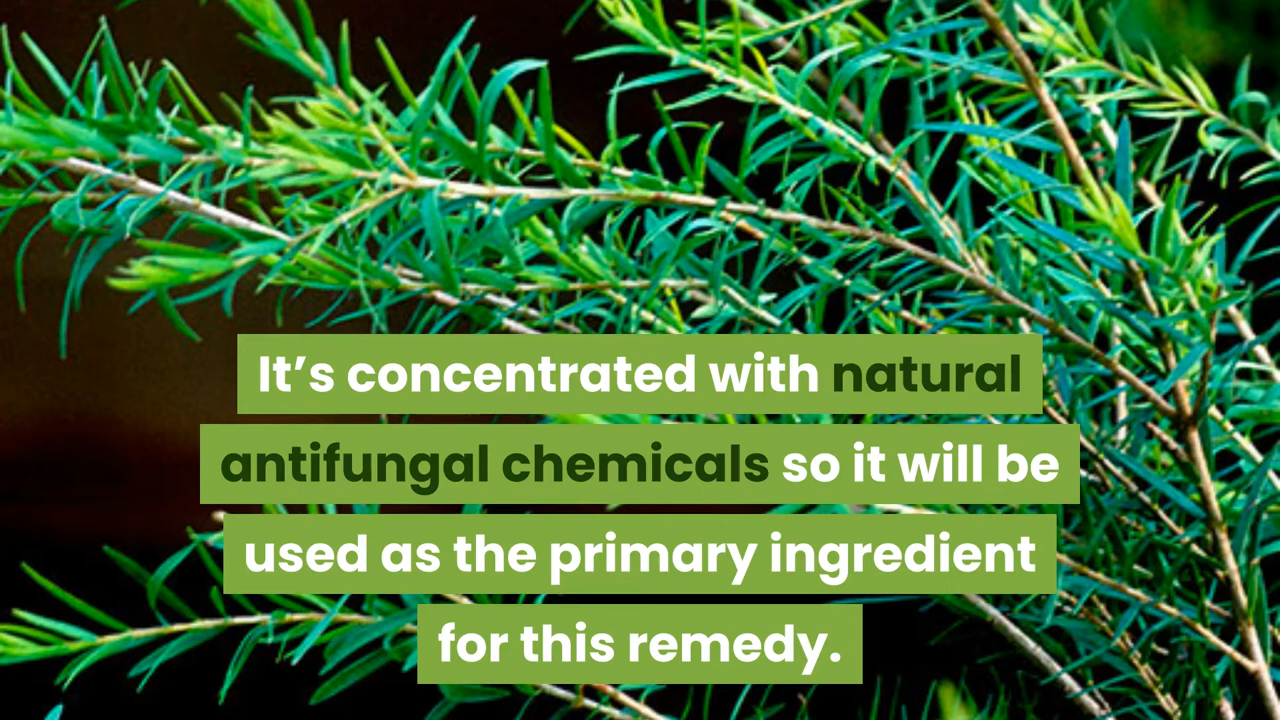 It’s concentrated with natural
antifungal chemicals so it will be
used as the primary ingredient
for this remedy.